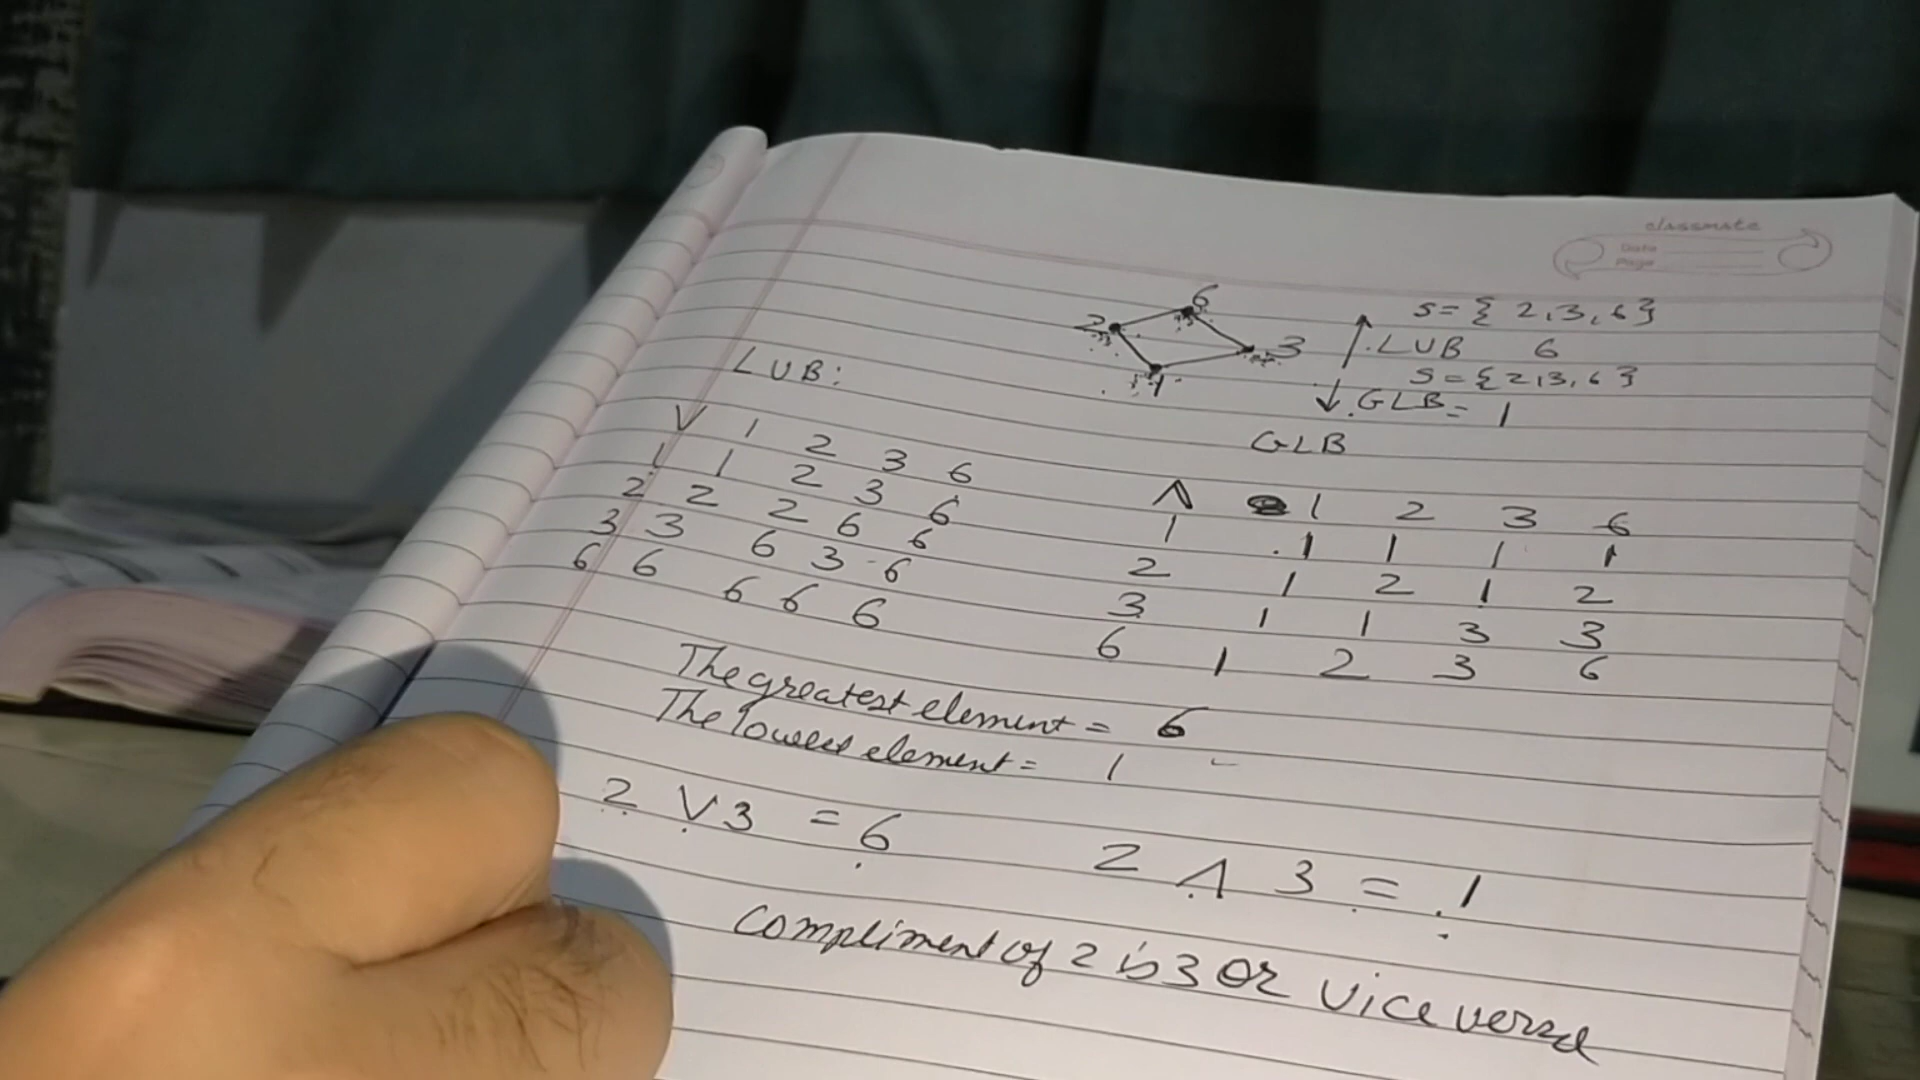 classmate
Date
Page
6
2
3
1
S = { 2, 3, 6 }
LUB 6
S = { 2, 3, 6 }
GLB = 1
LUB :
V 1 2 3 6
1 1 2 3 6
2 2 2 6 6
3 3 6 3 6
6 6 6 6 6
GLB
Λ 1 2 3 6
1 1 1 1 1
2 1 2 1 2
3 1 1 3 3
6 1 2 3 6
The greatest element = 6
The lowest element = 1
2 V 3 = 6
2 Λ 3 = 1
Compliment of 2 is 3 or vice versa